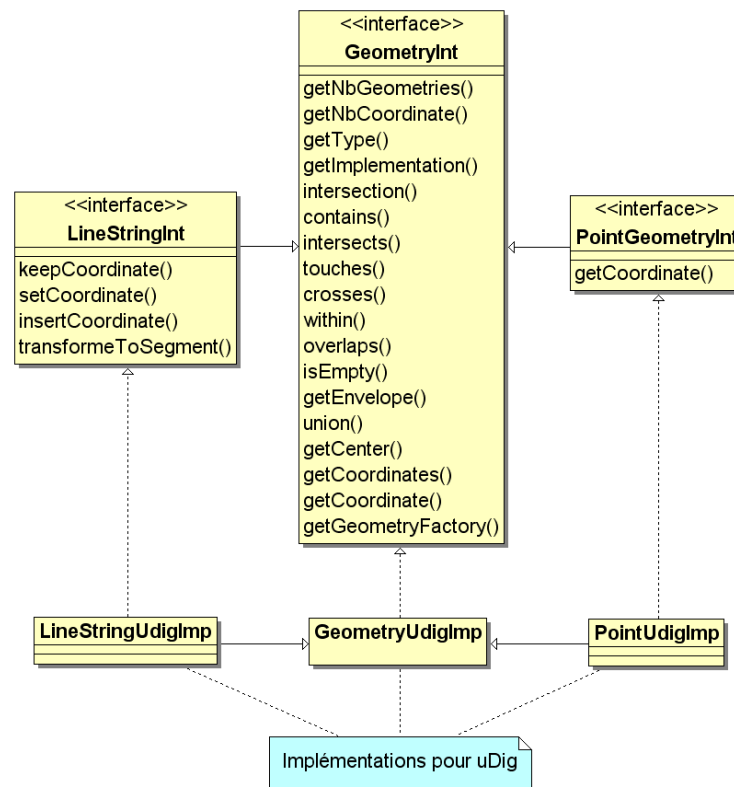 <<interface>>
GeometryInt
getNbGeometries()
getNbCoordinate()
getType()
getImplementation()
intersection()
contains()
intersects()
touches()
crosses()
within()
overlaps()
isEmpty()
getEnvelope()
union()
getCenter()
getCoordinates()
getCoordinate()
getGeometryFactory()
<<interface>>
LineStringInt
keepCoordinate()
setCoordinate()
insertCoordinate()
transformeToSegment()
<<interface>>
PointGeometryInt
getCoordinate()
LineStringUdigImp
GeometryUdigImp
PointUdigImp
Implémentations pour uDig